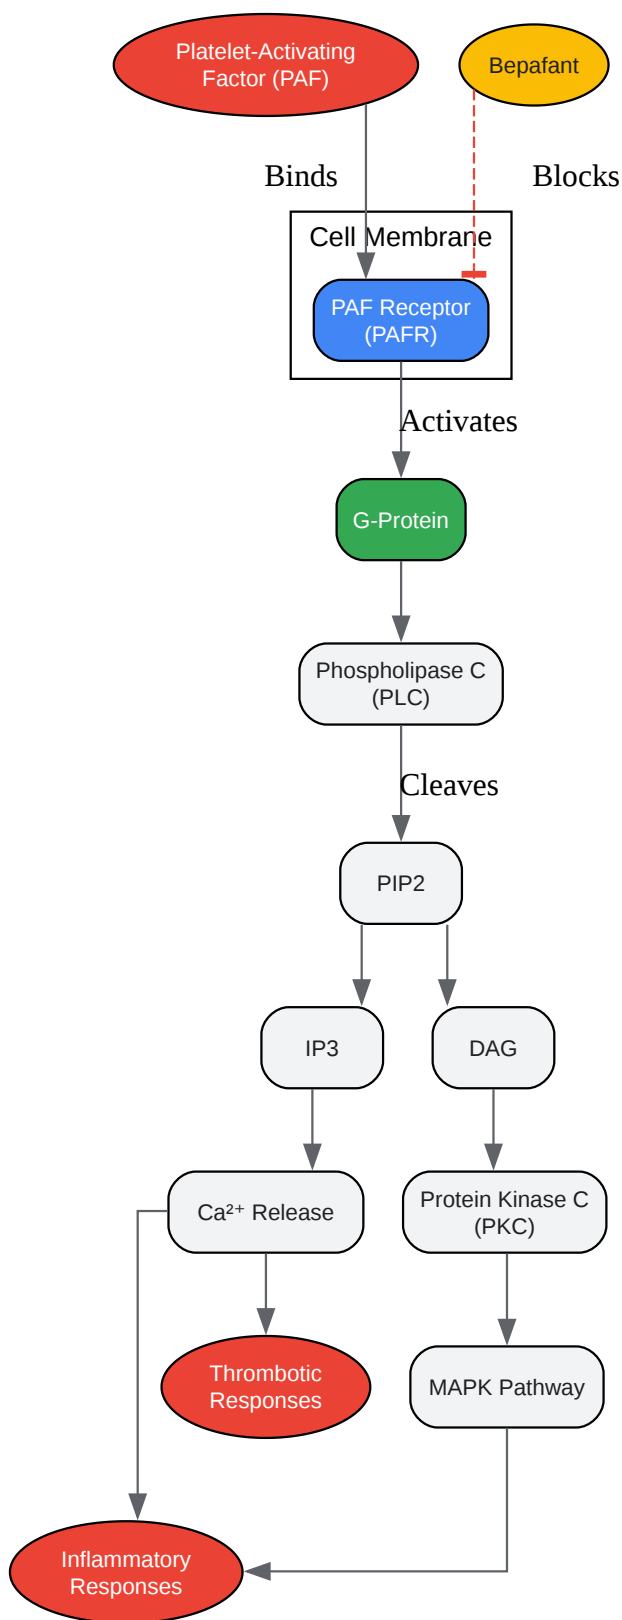 Platelet-Activating
Factor (PAF)
Bepafant
Binds
Blocks
Cell Membrane
PAF Receptor
(PAFR)
Activates
G-Protein
Phospholipase C
(PLC)
Cleaves
PIP2
IP3
DAG
Ca²⁺ Release
Protein Kinase C
(PKC)
Thrombotic
Responses
MAPK Pathway
Inflammatory
Responses